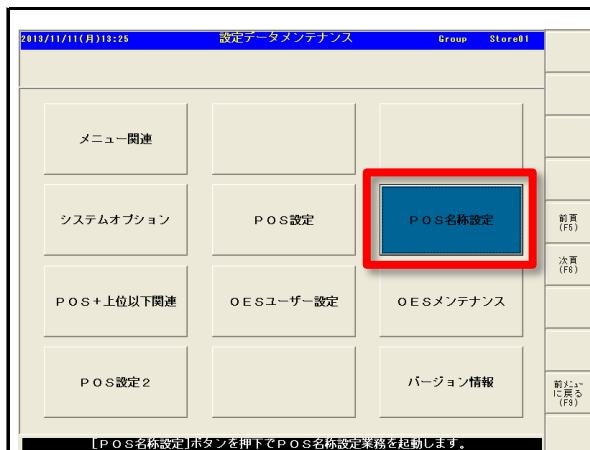 2013/11/11(月)13:25 設定データメンテナンス Group Store01
メニュー関連
システムオプション POS設定 POS名称設定
前頁
(F5)
次頁
(F6)
POS+上位以下関連 OESユーザー設定 OESメンテナンス
POS設定2 バージョン情報
前メニュー
に戻る
(F9)
[POS名称設定]ボタンを押下でPOS名称設定業務を起動します。